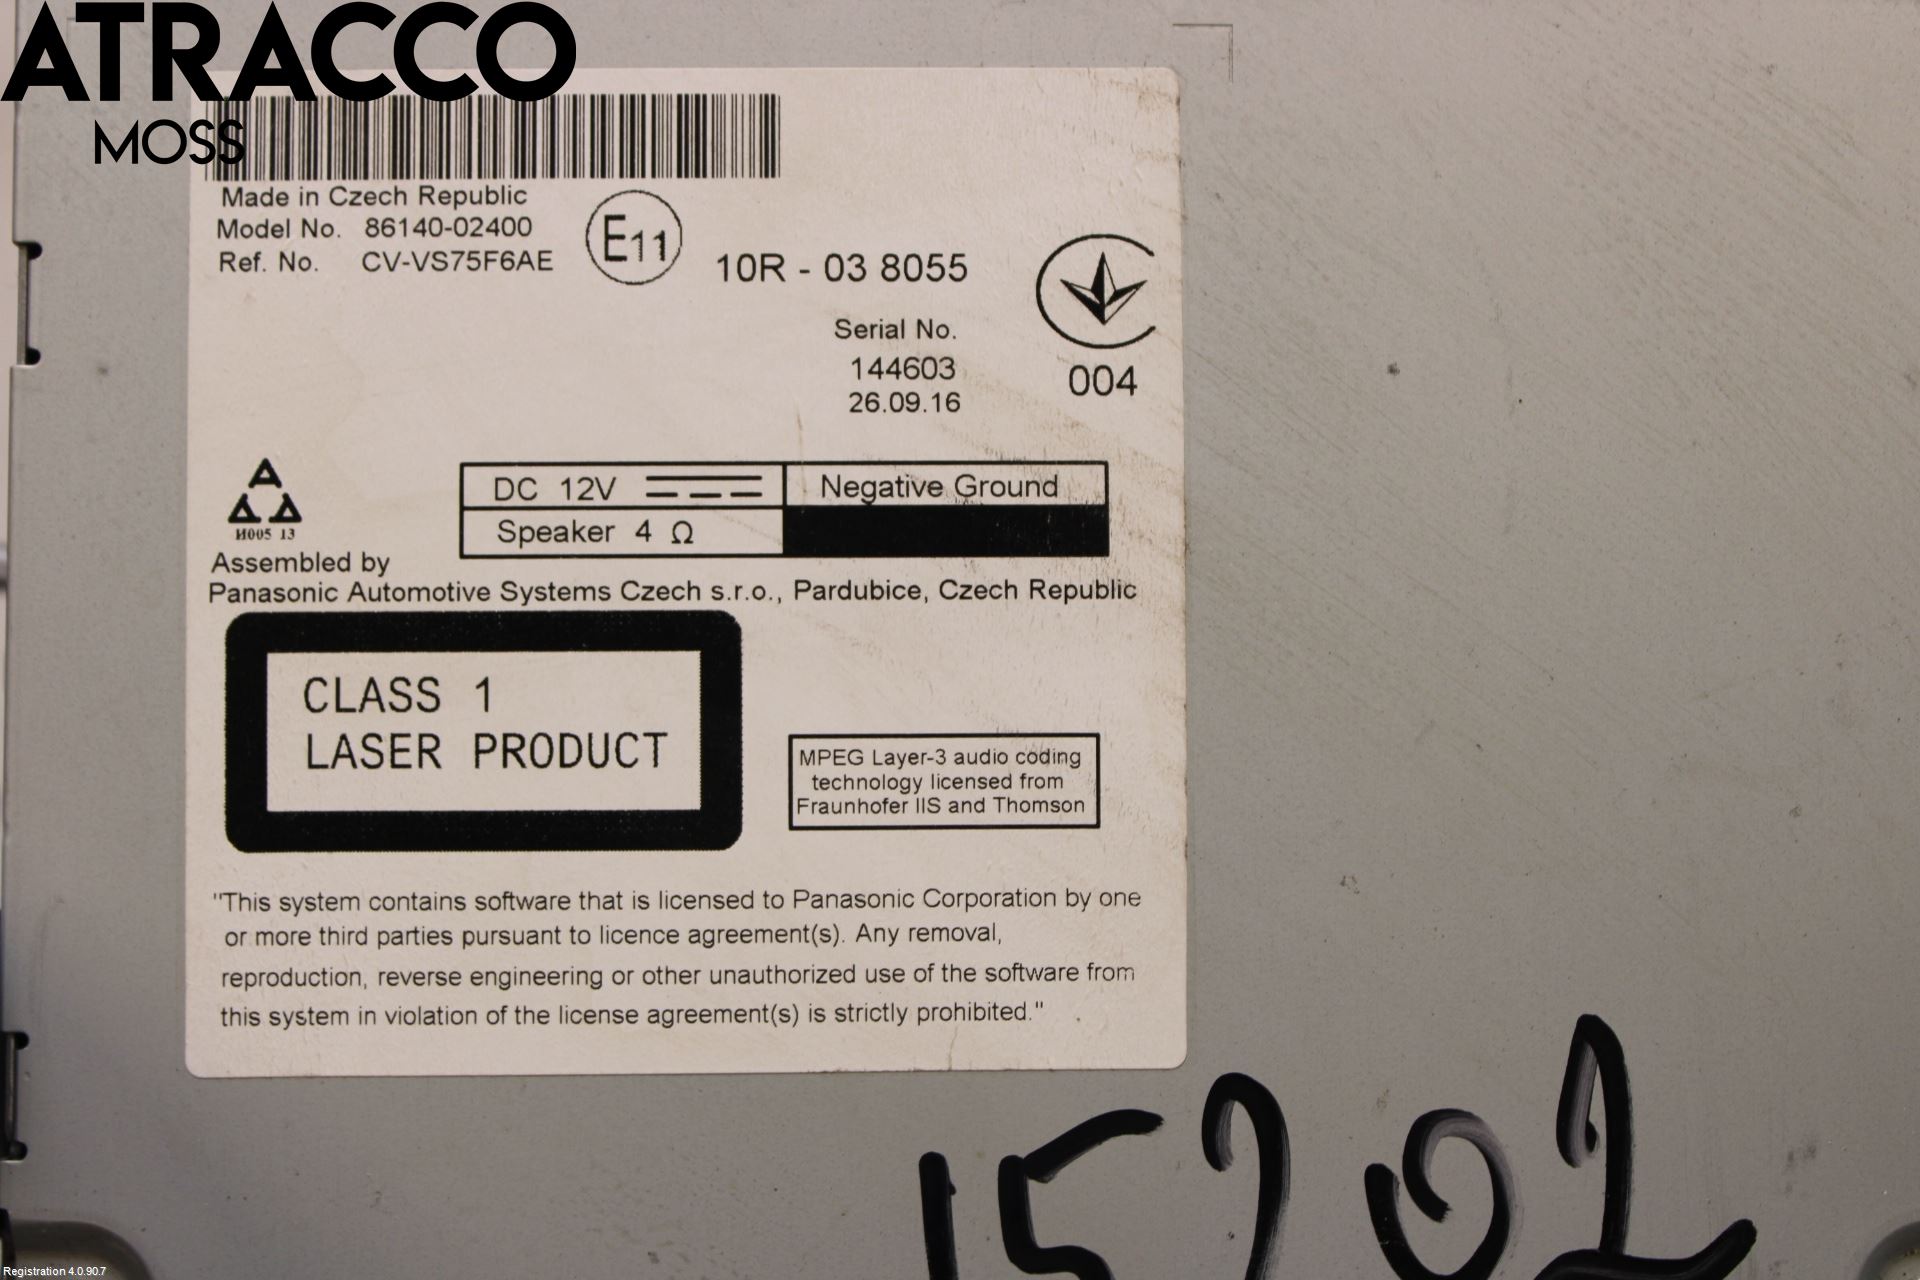 ATRACCO
MOSS
Made in Czech Republic
Model No. 86140-02400
Ref. No. CV-VS75F6AE
E11
10R - 03 8055
Serial No.
144603
26.09.16
004
И005 13
DC 12V
Negative Ground
Speaker 4 Ω
Assembled by
Panasonic Automotive Systems Czech s.r.o., Pardubice, Czech Republic
CLASS 1
LASER PRODUCT
MPEG Layer-3 audio coding
technology licensed from
Fraunhofer IIS and Thomson
"This system contains software that is licensed to Panasonic Corporation by one
or more third parties pursuant to licence agreement(s). Any removal,
reproduction, reverse engineering or other unauthorized use of the software from
this system in violation of the license agreement(s) is strictly prohibited."
Registration 4.0.90.7